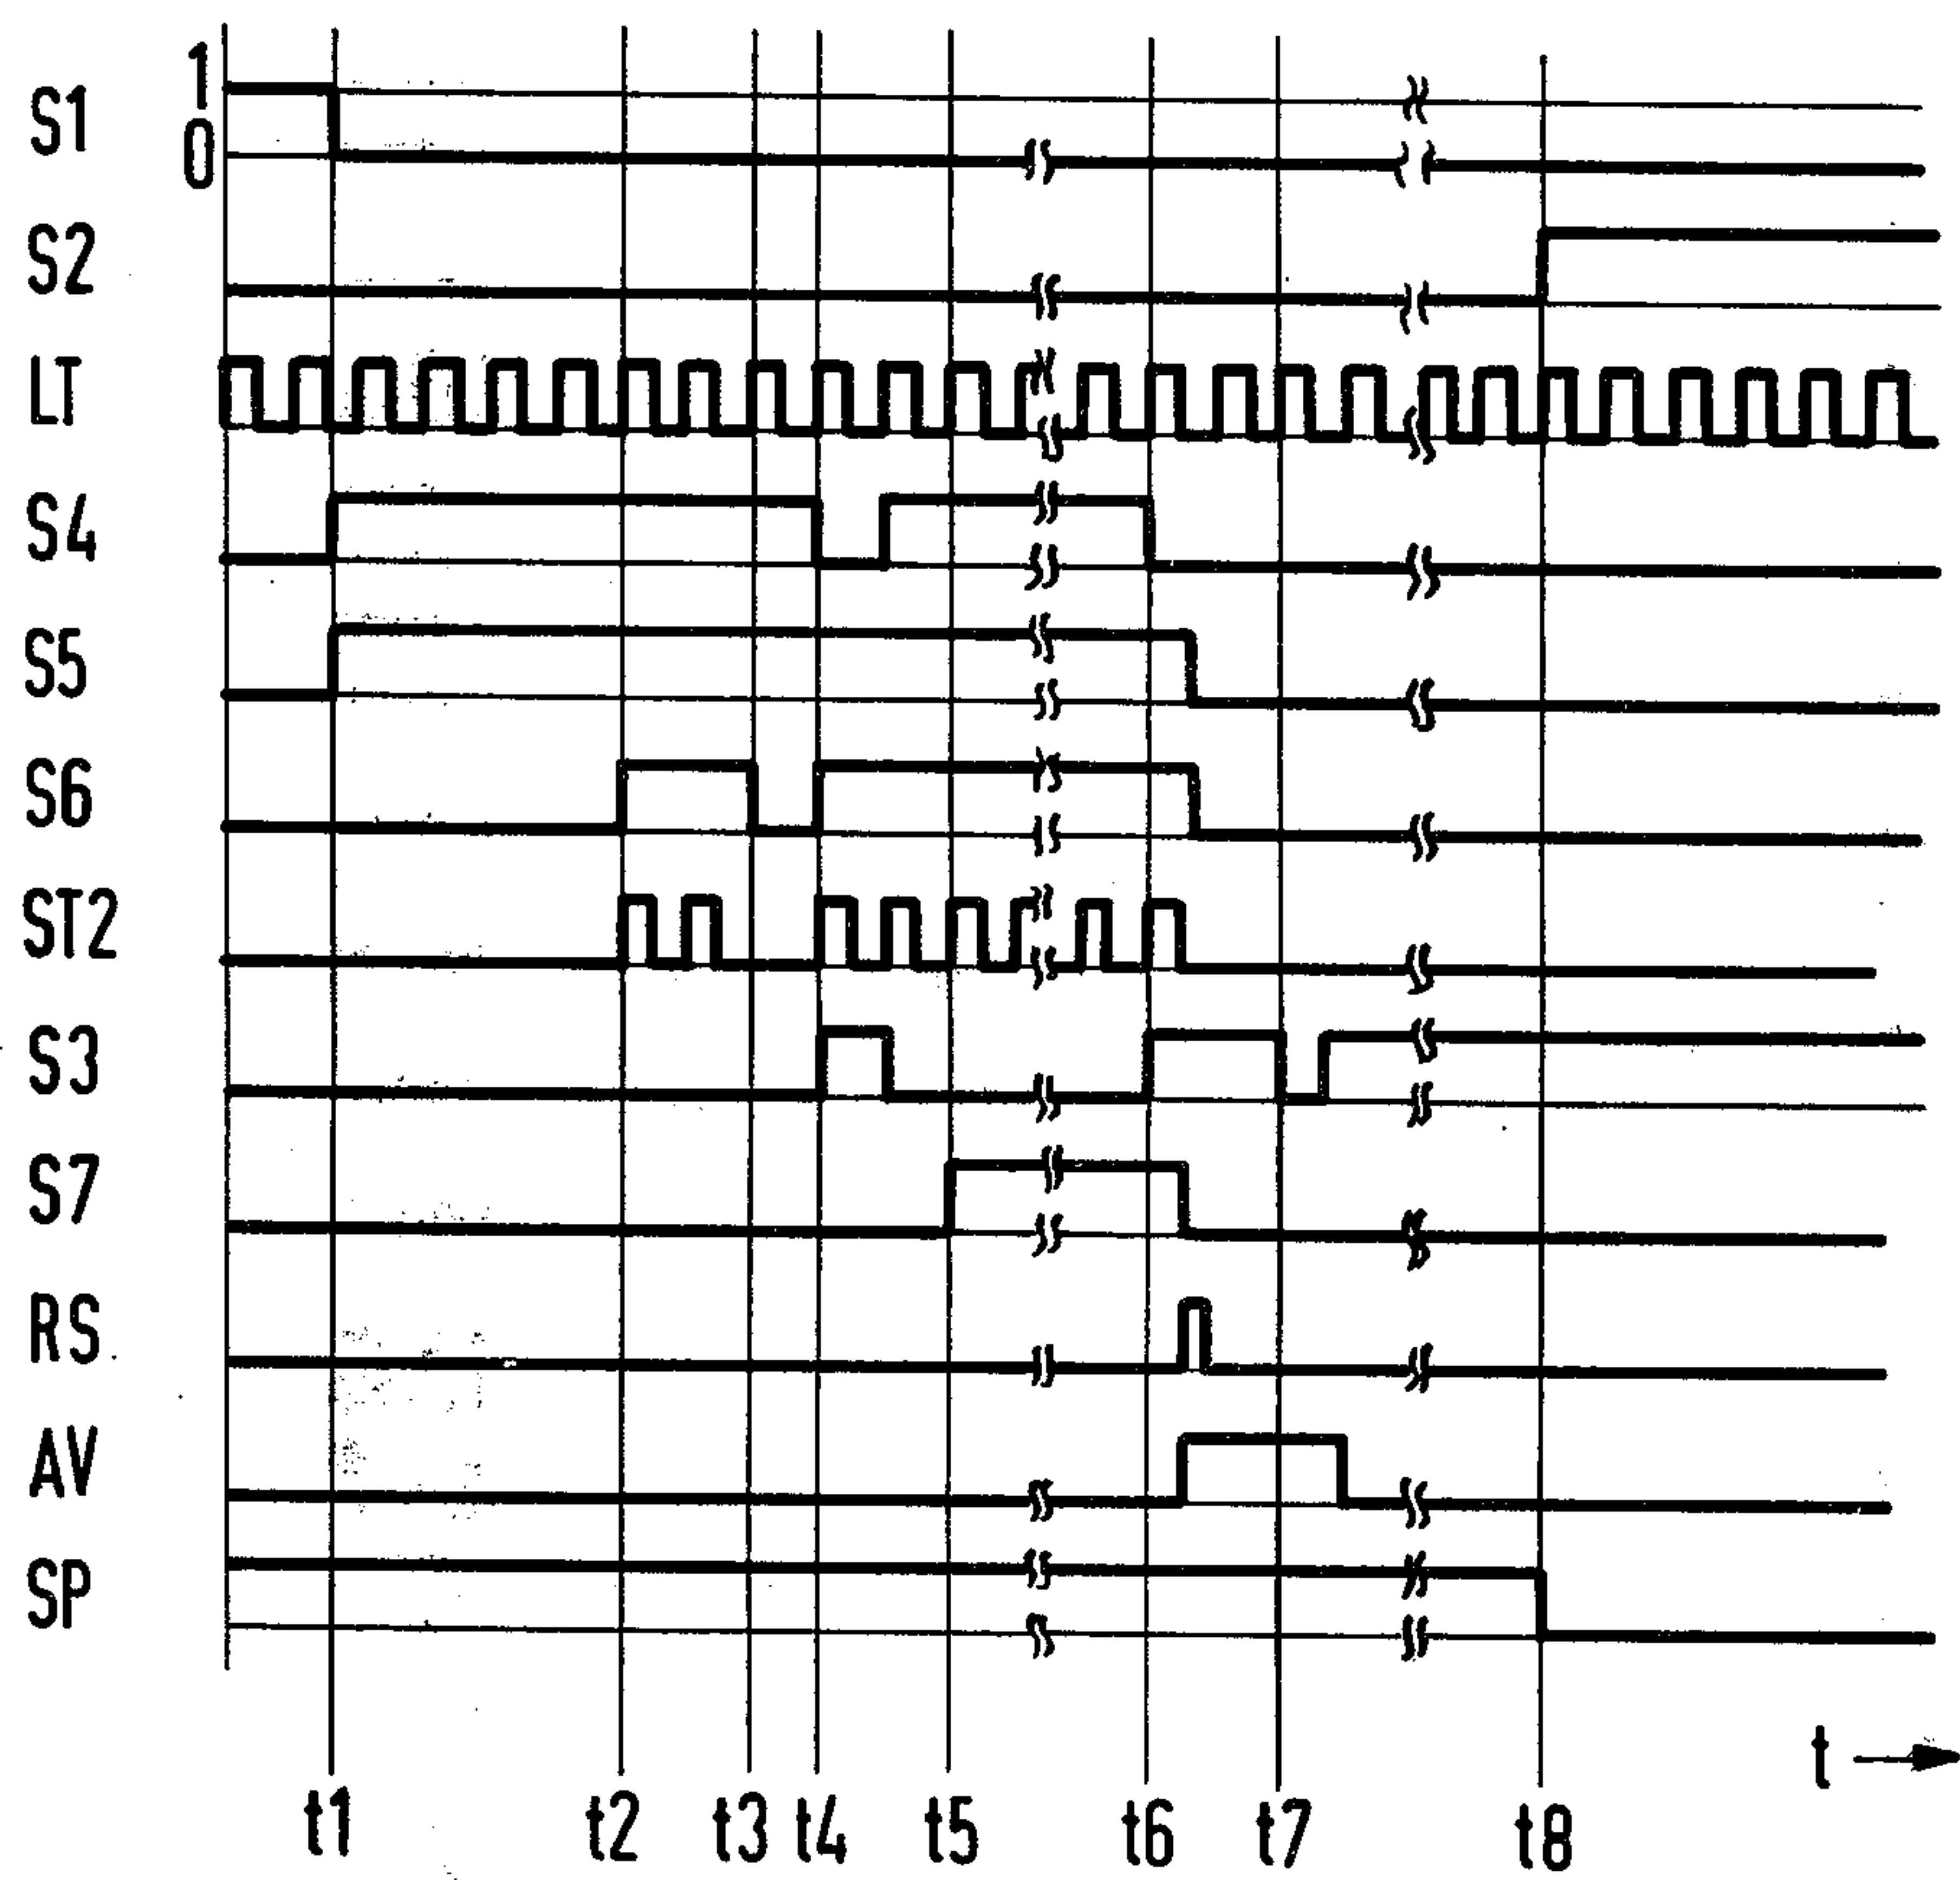 1
S1
0
S2
LT
S4
S5
S6
ST2
S3
S7
RS
AV
SP
t
t1 t2 t3 t4 t5 t6 t7 t8